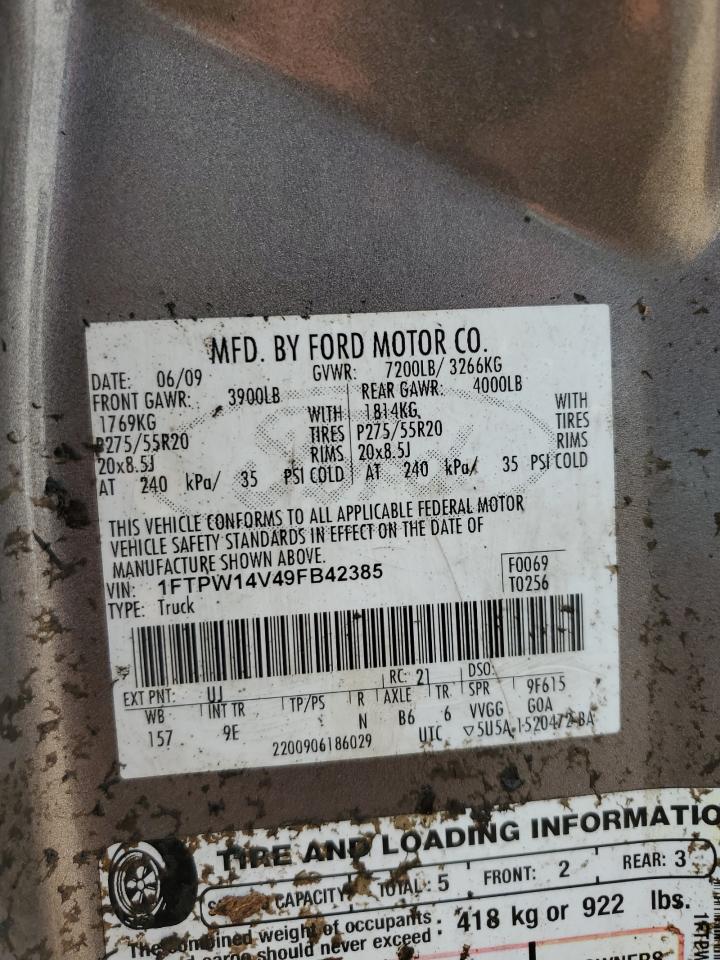 MFD. BY FORD MOTOR CO.
DATE: 06/09 GVWR: 7200LB/ 3266KG
FRONT GAWR: 3900LB REAR GAWR: 4000LB
1769KG WITH 1814KG WITH
P275/55R20 TIRES P275/55R20 TIRES
20x8.5J RIMS 20x8.5J RIMS
AT 240 kPa/ 35 PSI COLD AT 240 kPa/ 35 PSI COLD
THIS VEHICLE CONFORMS TO ALL APPLICABLE FEDERAL MOTOR
VEHICLE SAFETY STANDARDS IN EFFECT ON THE DATE OF
MANUFACTURE SHOWN ABOVE.
VIN: 1FTPW14V49FB42385 F0069
TYPE: Truck T0256
EXT PNT: UJ RC: 21 DSO:
WB INT TR TP/PS R AXLE TR SPR 9F615
157 9E N B6 6 VVGG GOA
2200906186029 UTC ▽5U5A-1520472-BA
TIRE AND LOADING INFORMATIO
CAPACITY TOTAL: 5 FRONT: 2 REAR: 3
The combined weight of occupants
cargo should never exceed: 418 kg or 922 lbs.